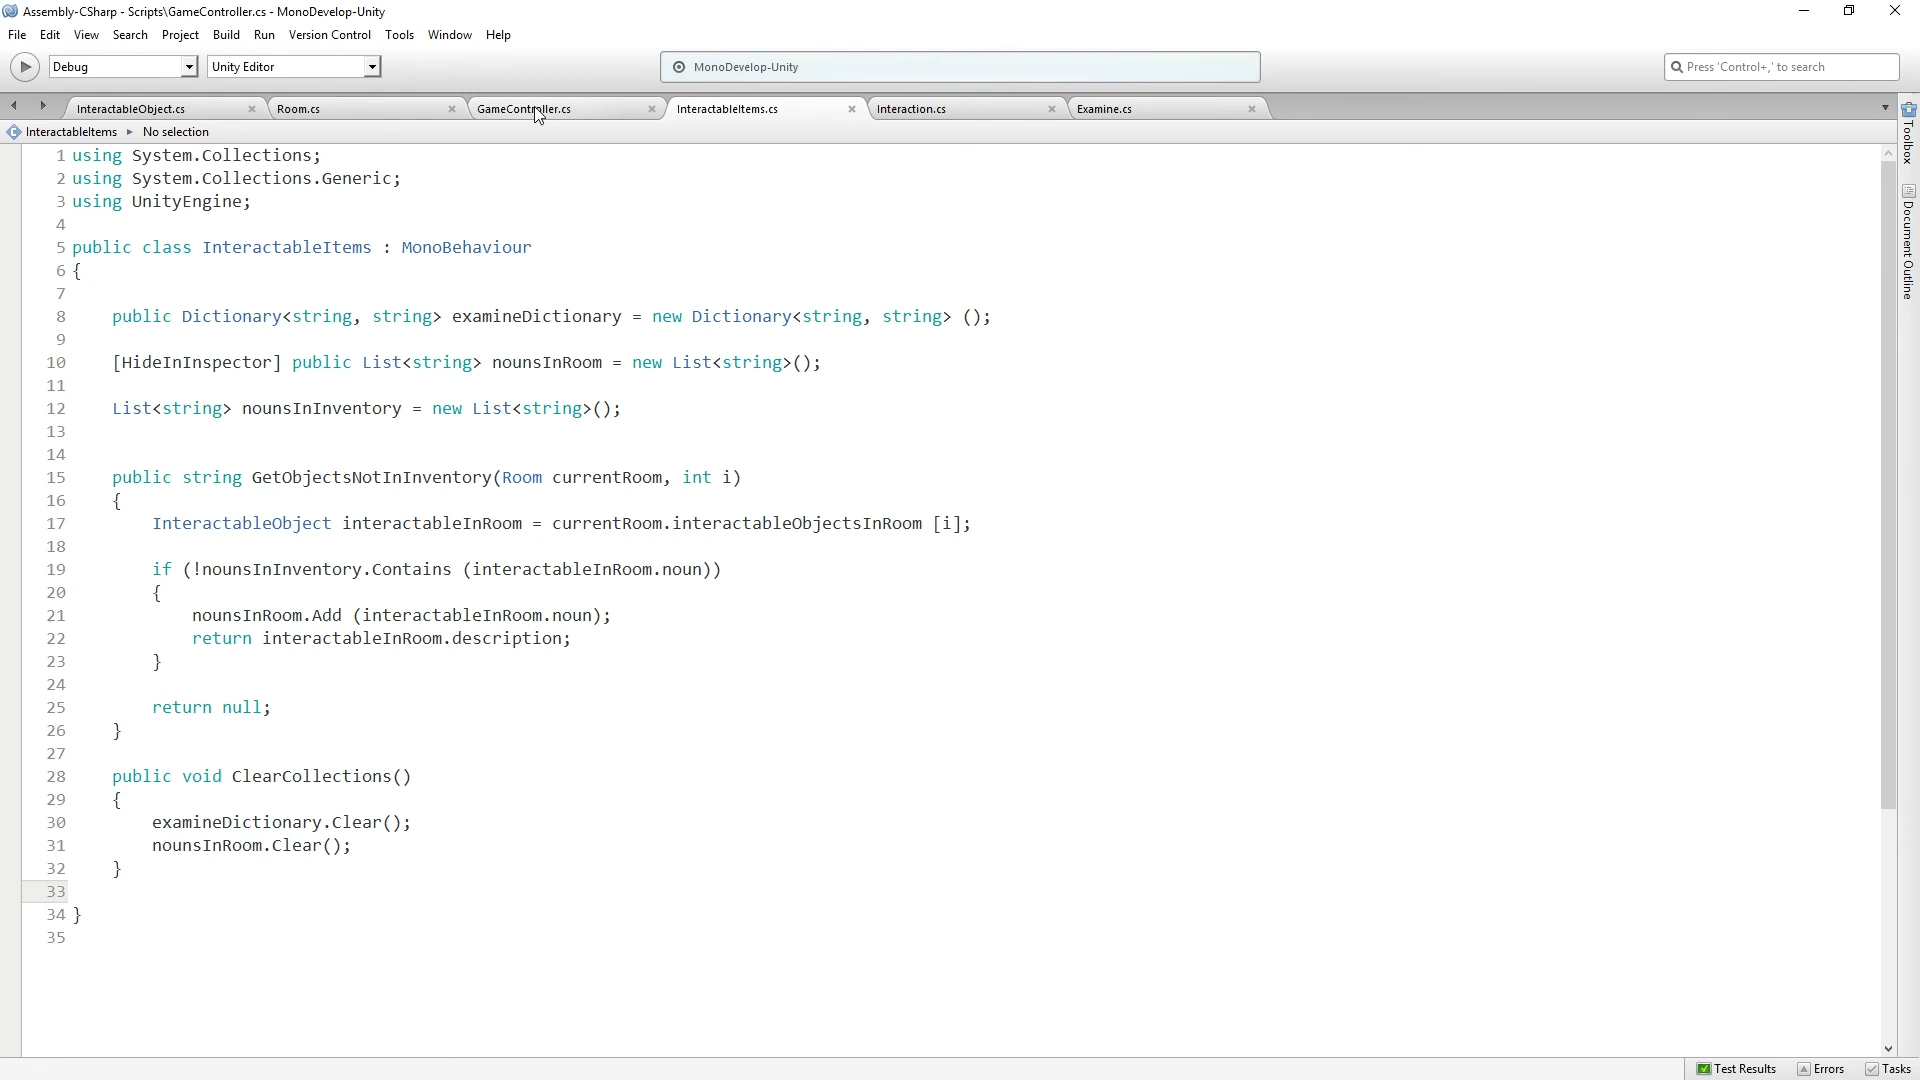 Assembly-CSharp - Scripts\GameController.cs - MonoDevelop-Unity
File Edit View Search Project Build Run Version Control Tools Window Help
Debug Unity Editor MonoDevelop-Unity Press 'Control+,' to search
InteractableObject.cs Room.cs GameController.cs InteractableItems.cs Interaction.cs Examine.cs
InteractableItems No selection
Toolbox
Document Outline
1 using System.Collections;
2 using System.Collections.Generic;
3 using UnityEngine;
4
5 public class InteractableItems : MonoBehaviour
6 {
7
8 public Dictionary<string, string> examineDictionary = new Dictionary<string, string> ();
9
10 [HideInInspector] public List<string> nounsInRoom = new List<string>();
11
12 List<string> nounsInInventory = new List<string>();
13
14
15 public string GetObjectsNotInInventory(Room currentRoom, int i)
16 {
17 InteractableObject interactableInRoom = currentRoom.interactableObjectsInRoom [i];
18
19 if (!nounsInInventory.Contains (interactableInRoom.noun))
20 {
21 nounsInRoom.Add (interactableInRoom.noun);
22 return interactableInRoom.description;
23 }
24
25 return null;
26 }
27
28 public void ClearCollections()
29 {
30 examineDictionary.Clear();
31 nounsInRoom.Clear();
32 }
33
34 }
35
Test Results Errors Tasks